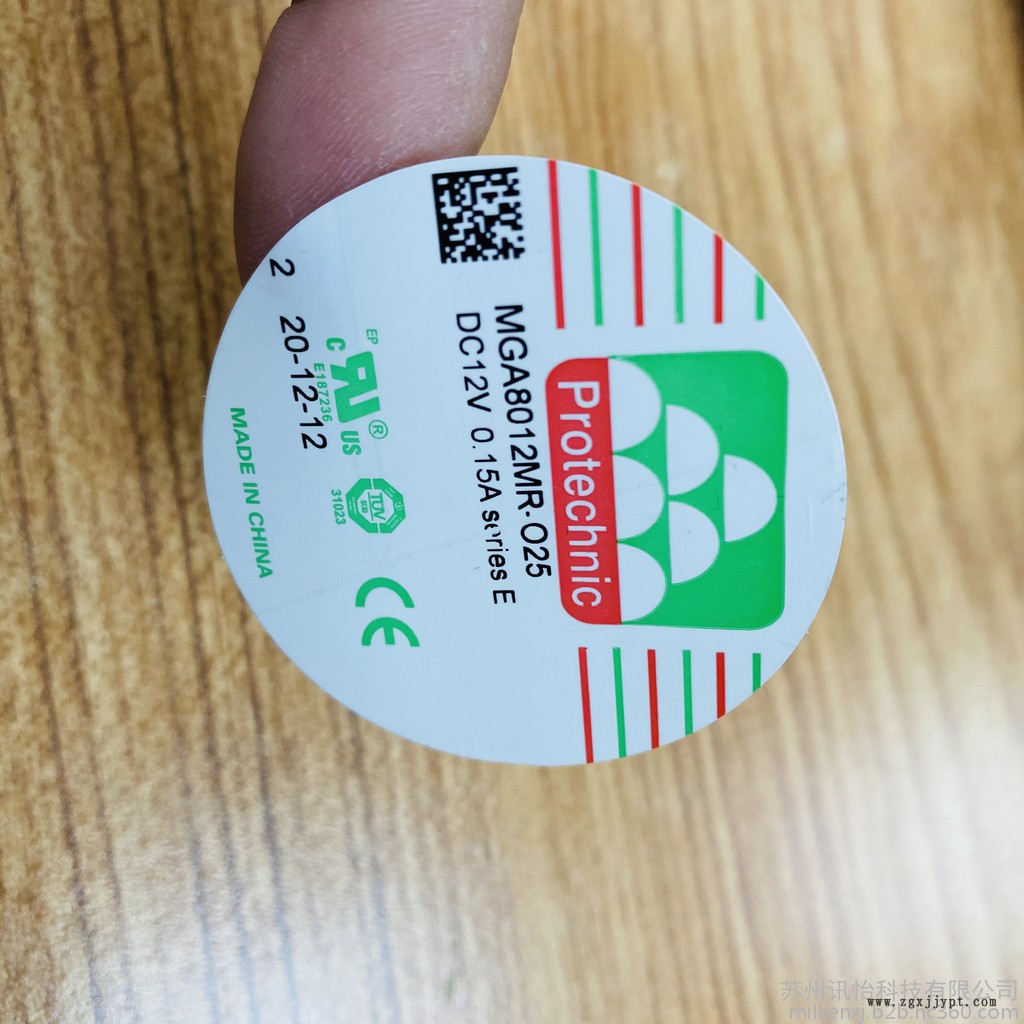 Protechnic
MGA8012MR-O25
DC12V 0.15A series E
EP
C
US
®
E187236
TÜV
31023
CE
2 20-12-12
MADE IN CHINA
苏州讯怡科技有限公司
www.zgxjjypt.com